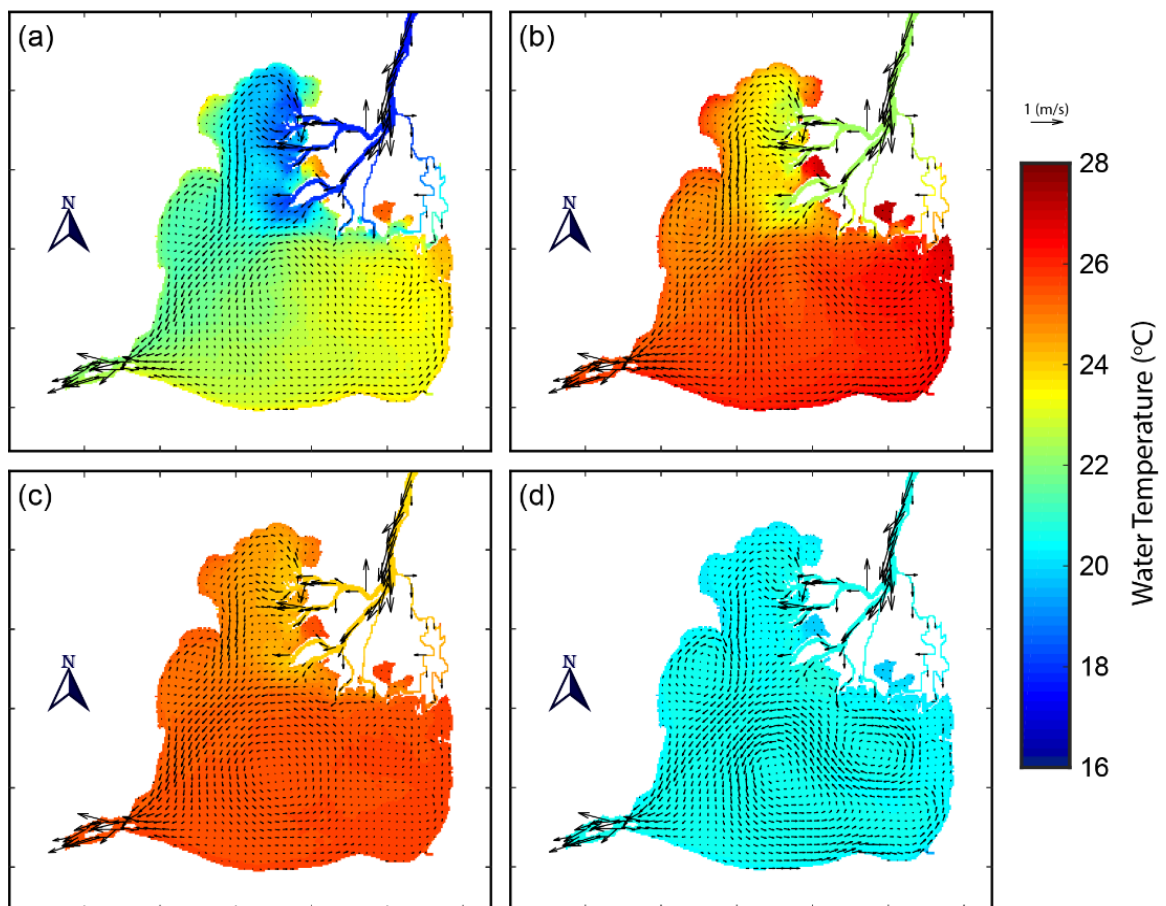 (a)
(b)
1 (m/s)
N
N
28
26
24
22
20
18
16
Water Temperature (°C)
(c)
(d)
N
N